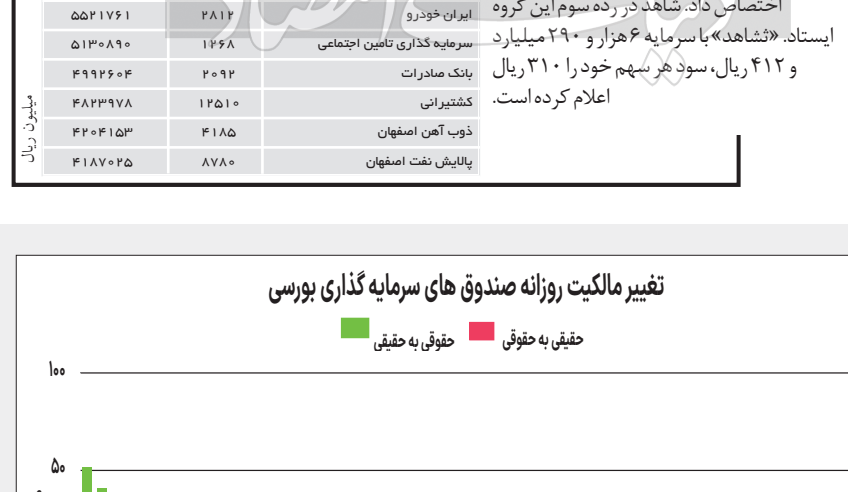 اختصاص داد. شاهد در رده سوم این گروه
ایستاد. «ثشاهد» با سرمایه ۶ هزار و ۲۹۰ میلیارد
و ۴۱۲ ریال، سود هر سهم خود را ۳۱۰ ریال
اعلام کرده است.
ایران خودرو ۲۸۱۲ ۵۵۲۱۷۶۱
سرمایه گذاری تامین اجتماعی ۱۲۶۸ ۵۱۳۰۸۹۰
بانک صادرات ۲۰۹۲ ۴۹۹۲۶۰۴
کشتیرانی ۱۲۵۱۰ ۴۸۲۳۹۷۸
ذوب آهن اصفهان ۴۱۸۵ ۴۲۰۴۱۵۳
پالایش نفت اصفهان ۸۷۸۰ ۴۱۸۷۰۲۵
میلیون ریال
تغییر مالکیت روزانه صندوق های سرمایه گذاری بورسی
حقیقی به حقوقی حقوقی به حقیقی
۱۰۰
۵۰